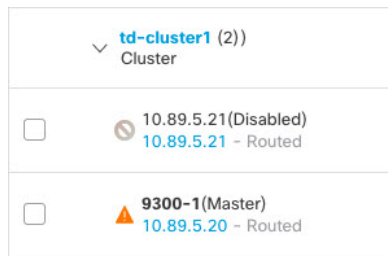 td-cluster1 (2))
Cluster
10.89.5.21(Disabled)
10.89.5.21 - Routed
9300-1(Master)
10.89.5.20 - Routed